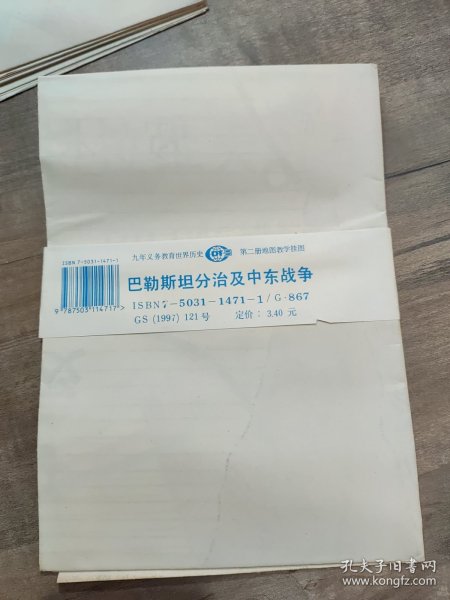 ISBN 7-5031-1471-1
九年义务教育世界历史 第二册地图教学挂图
巴勒斯坦分治及中东战争
ISBN7-5031-1471-1/G·867
9787503114717>
GS (1997) 121号 定价：3.40 元
孔夫子旧书网
www.kongfz.com